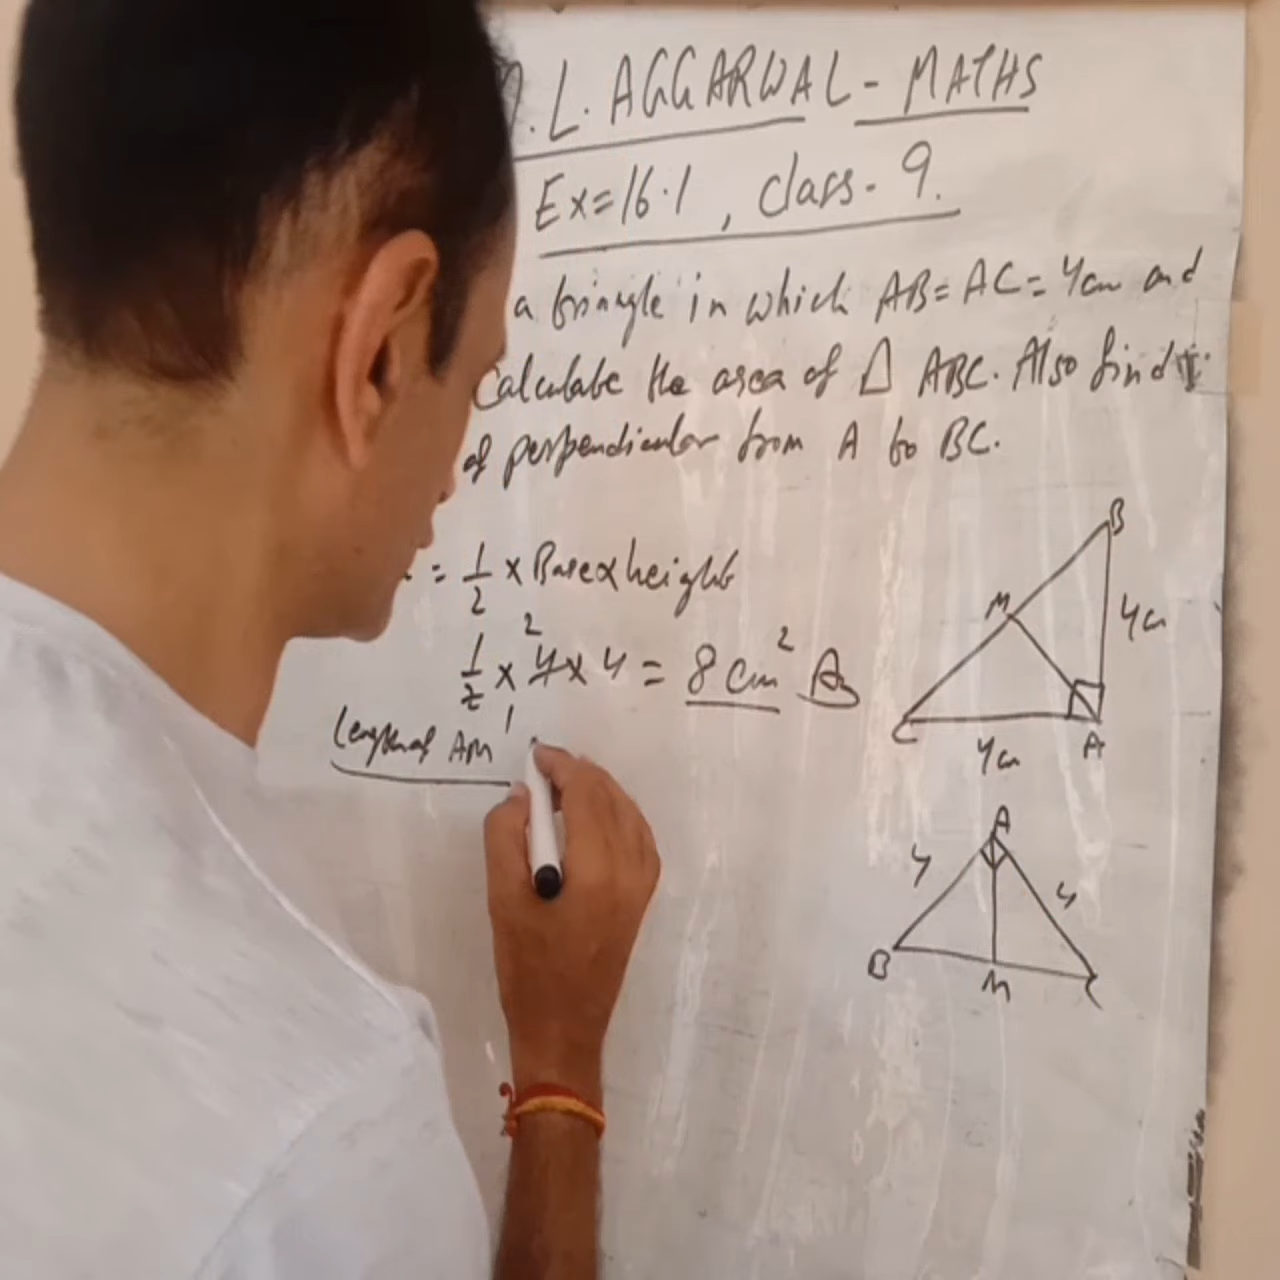 . L. AGGARWAL - MATHS
Ex = 16.1 , class - 9.
a triangle in which AB = AC = 4cm and
Calculate the area of Δ ABC. Also find
of perpendicular from A to BC.
= 1/2 × Base × height
1/2 × 4 2 × 4 = 8 cm² Ans
length of AM
B
M
4cm
C
4cm
A
A
4
4
B
M
C